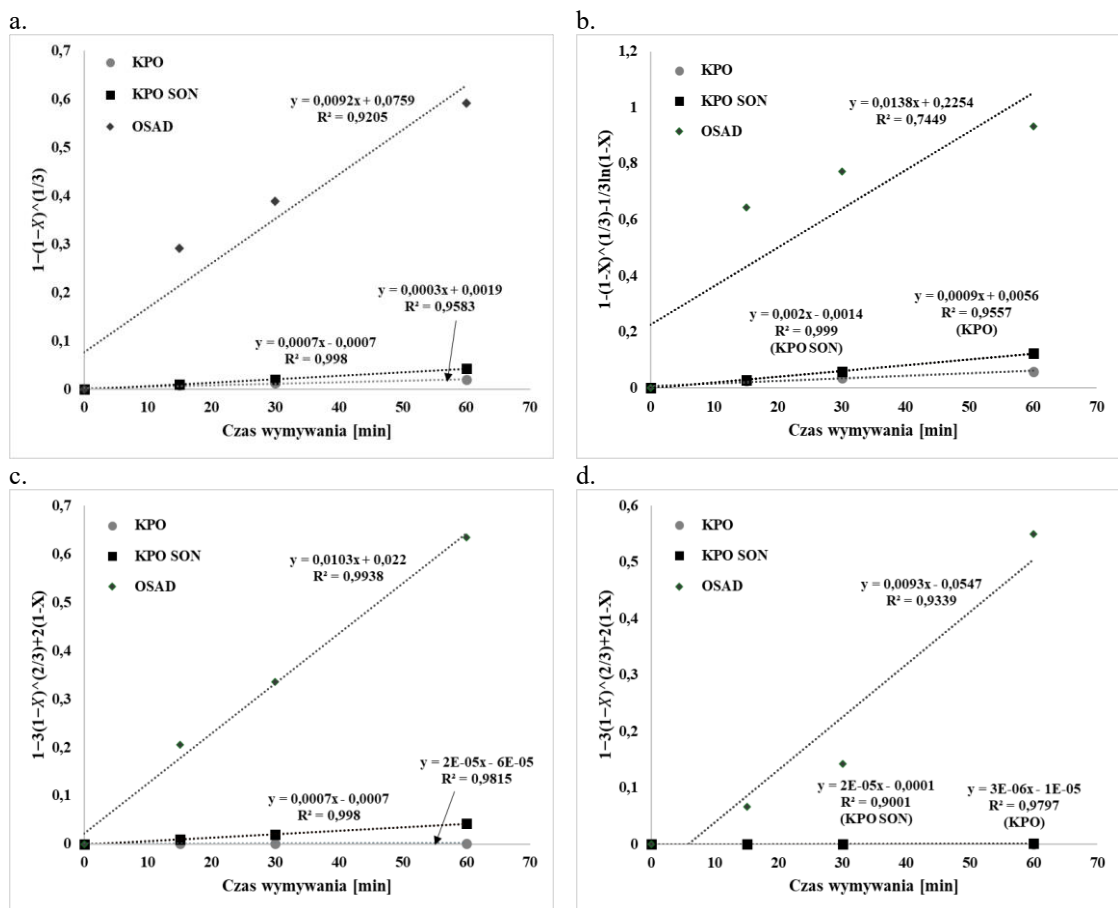 a.
0,7
0,6
0,5
0,4
0,3
0,2
0,1
0
0 10 20 30 40 50 60 70
1−(1−X)^(1/3)
Czas wymywania [min]
KPO
KPO SON
OSAD
y = 0,0092x + 0,0759
R² = 0,9205
y = 0,0003x + 0,0019
R² = 0,9583
y = 0,0007x - 0,0007
R² = 0,998
b.
1,2
1
0,8
0,6
0,4
0,2
0
0 10 20 30 40 50 60 70
1-(1-X)^(1/3)-1/3ln(1-X)
Czas wymywania [min]
KPO
KPO SON
OSAD
y = 0,0138x + 0,2254
R² = 0,7449
y = 0,0009x + 0,0056
R² = 0,9557
(KPO)
y = 0,002x - 0,0014
R² = 0,999
(KPO SON)
c.
0,7
0,6
0,5
0,4
0,3
0,2
0,1
0
0 10 20 30 40 50 60 70
1−3(1−X)^(2/3)+2(1-X)
Czas wymywania [min]
KPO
KPO SON
OSAD
y = 0,0103x + 0,022
R² = 0,9938
y = 2E-05x - 6E-05
R² = 0,9815
y = 0,0007x - 0,0007
R² = 0,998
d.
0,6
0,5
0,4
0,3
0,2
0,1
0
0 10 20 30 40 50 60 70
1−3(1−X)^(2/3)+2(1-X)
Czas wymywania [min]
KPO
KPO SON
OSAD
y = 0,0093x - 0,0547
R² = 0,9339
y = 2E-05x - 0,0001
R² = 0,9001
(KPO SON)
y = 3E-06x - 1E-05
R² = 0,9797
(KPO)